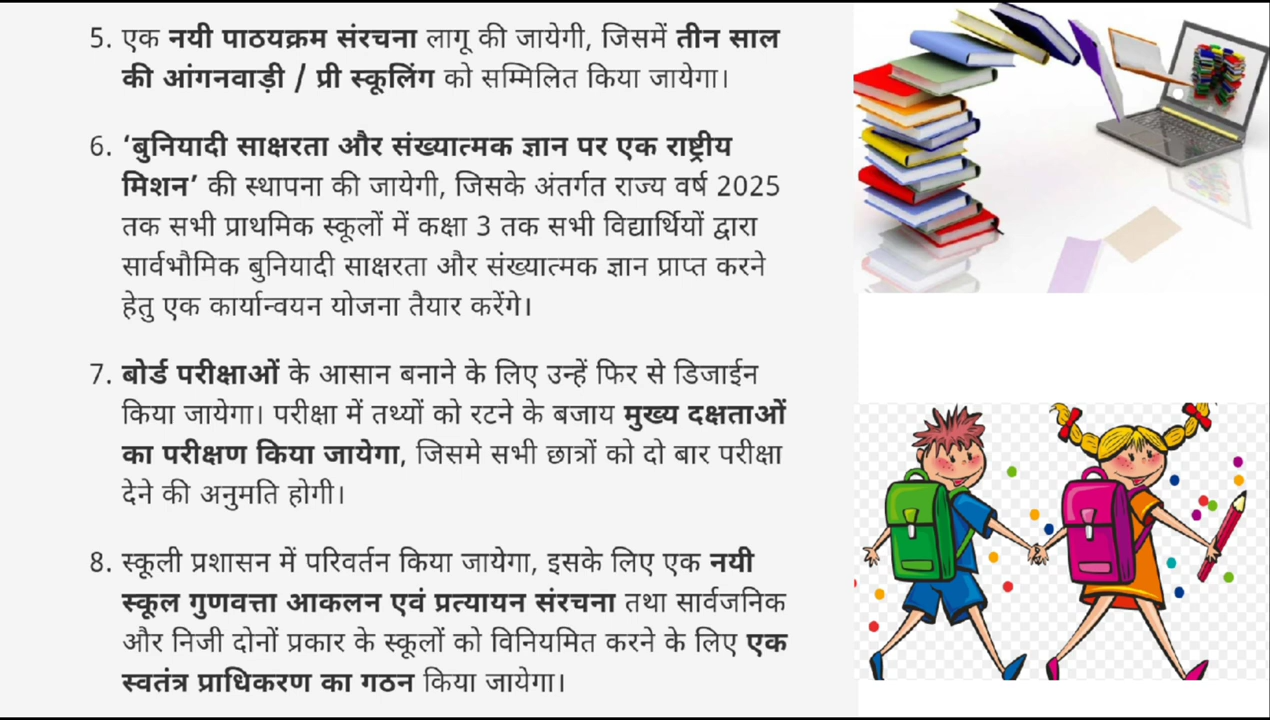 5. एक नयी पाठयक्रम संरचना लागू की जायेगी, जिसमें तीन साल
की आंगनवाड़ी / प्री स्कूलिंग को सम्मिलित किया जायेगा।
6. ‘बुनियादी साक्षरता और संख्यात्मक ज्ञान पर एक राष्ट्रीय
मिशन’ की स्थापना की जायेगी, जिसके अंतर्गत राज्य वर्ष 2025
तक सभी प्राथमिक स्कूलों में कक्षा 3 तक सभी विद्यार्थियों द्वारा
सार्वभौमिक बुनियादी साक्षरता और संख्यात्मक ज्ञान प्राप्त करने
हेतु एक कार्यान्वयन योजना तैयार करेंगे।
7. बोर्ड परीक्षाओं के आसान बनाने के लिए उन्हें फिर से डिजाईन
किया जायेगा। परीक्षा में तथ्यों को रटने के बजाय मुख्य दक्षताओं
का परीक्षण किया जायेगा, जिसमे सभी छात्रों को दो बार परीक्षा
देने की अनुमति होगी।
8. स्कूली प्रशासन में परिवर्तन किया जायेगा, इसके लिए एक नयी
स्कूल गुणवत्ता आकलन एवं प्रत्यायन संरचना तथा सार्वजनिक
और निजी दोनों प्रकार के स्कूलों को विनियमित करने के लिए एक
स्वतंत्र प्राधिकरण का गठन किया जायेगा।